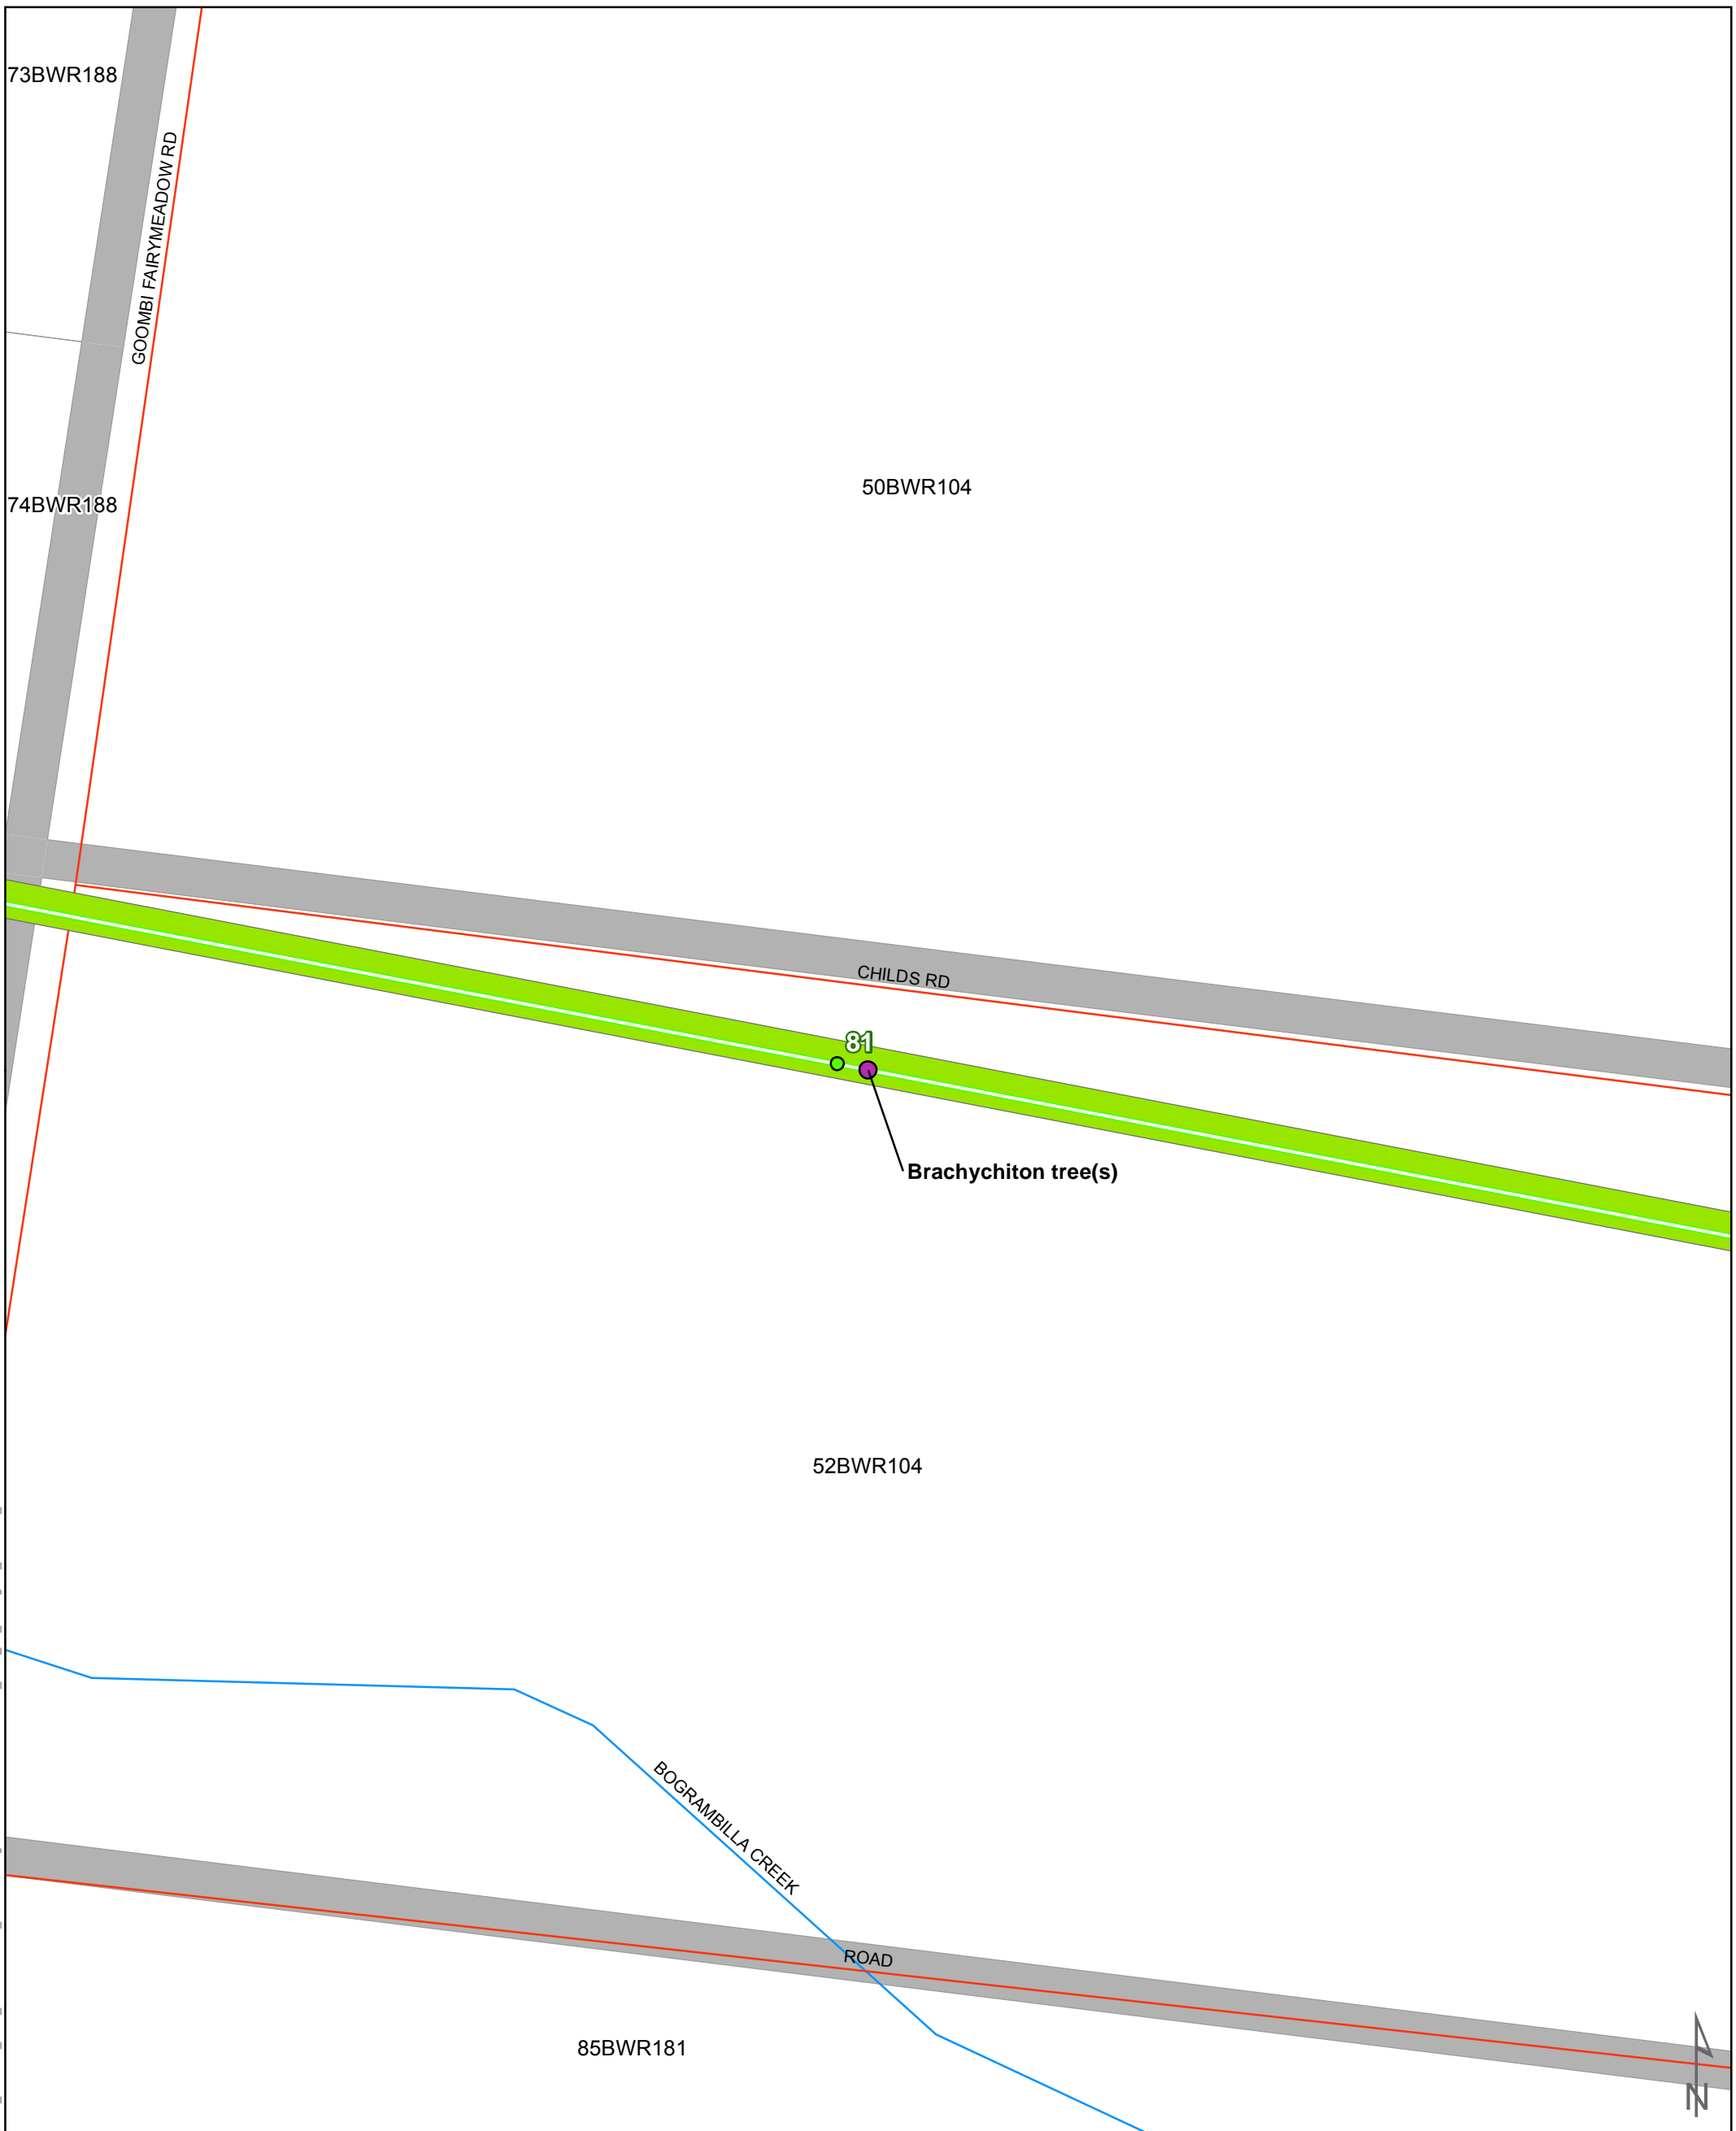 73BWR188
GOOMBI FAIRYMEADOW RD
50BWR104
74BWR188
CHILDS RD
81
Brachychiton tree(s)
52BWR104
BOGRAMBILLA CREEK
ROAD
85BWR181
N